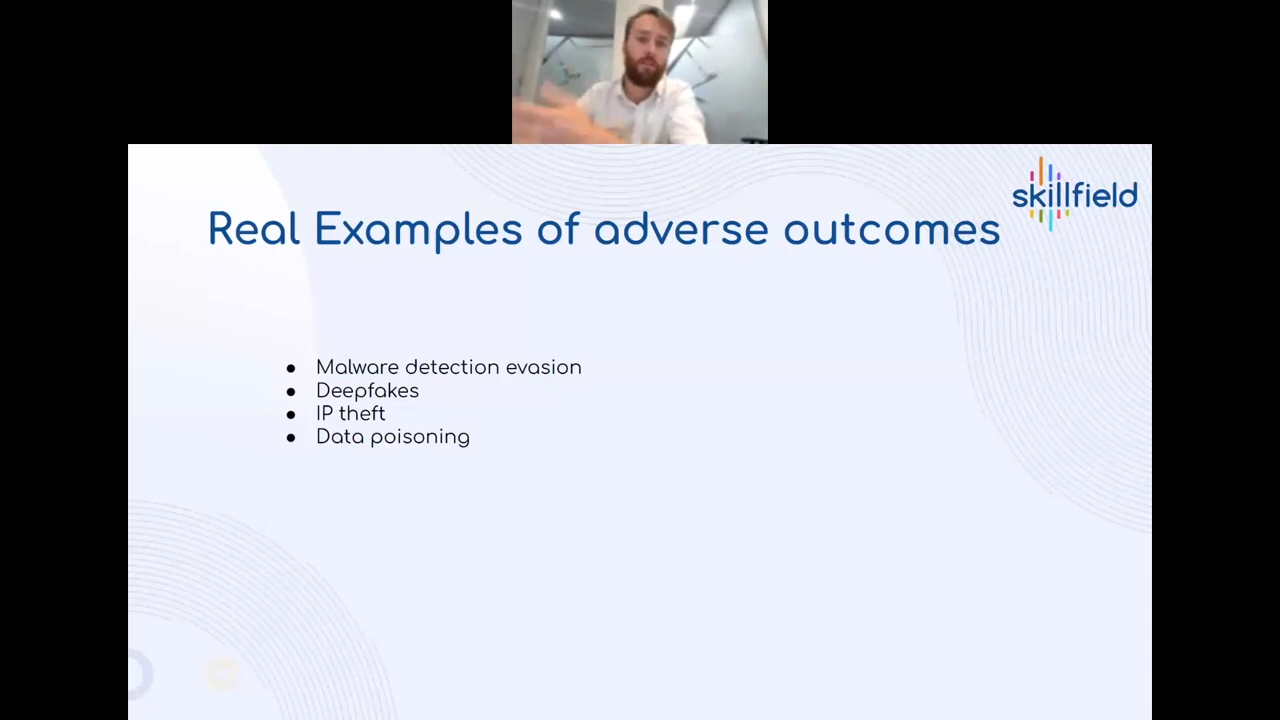 skillfield
Real Examples of adverse outcomes
● Malware detection evasion
● Deepfakes
● IP theft
● Data poisoning